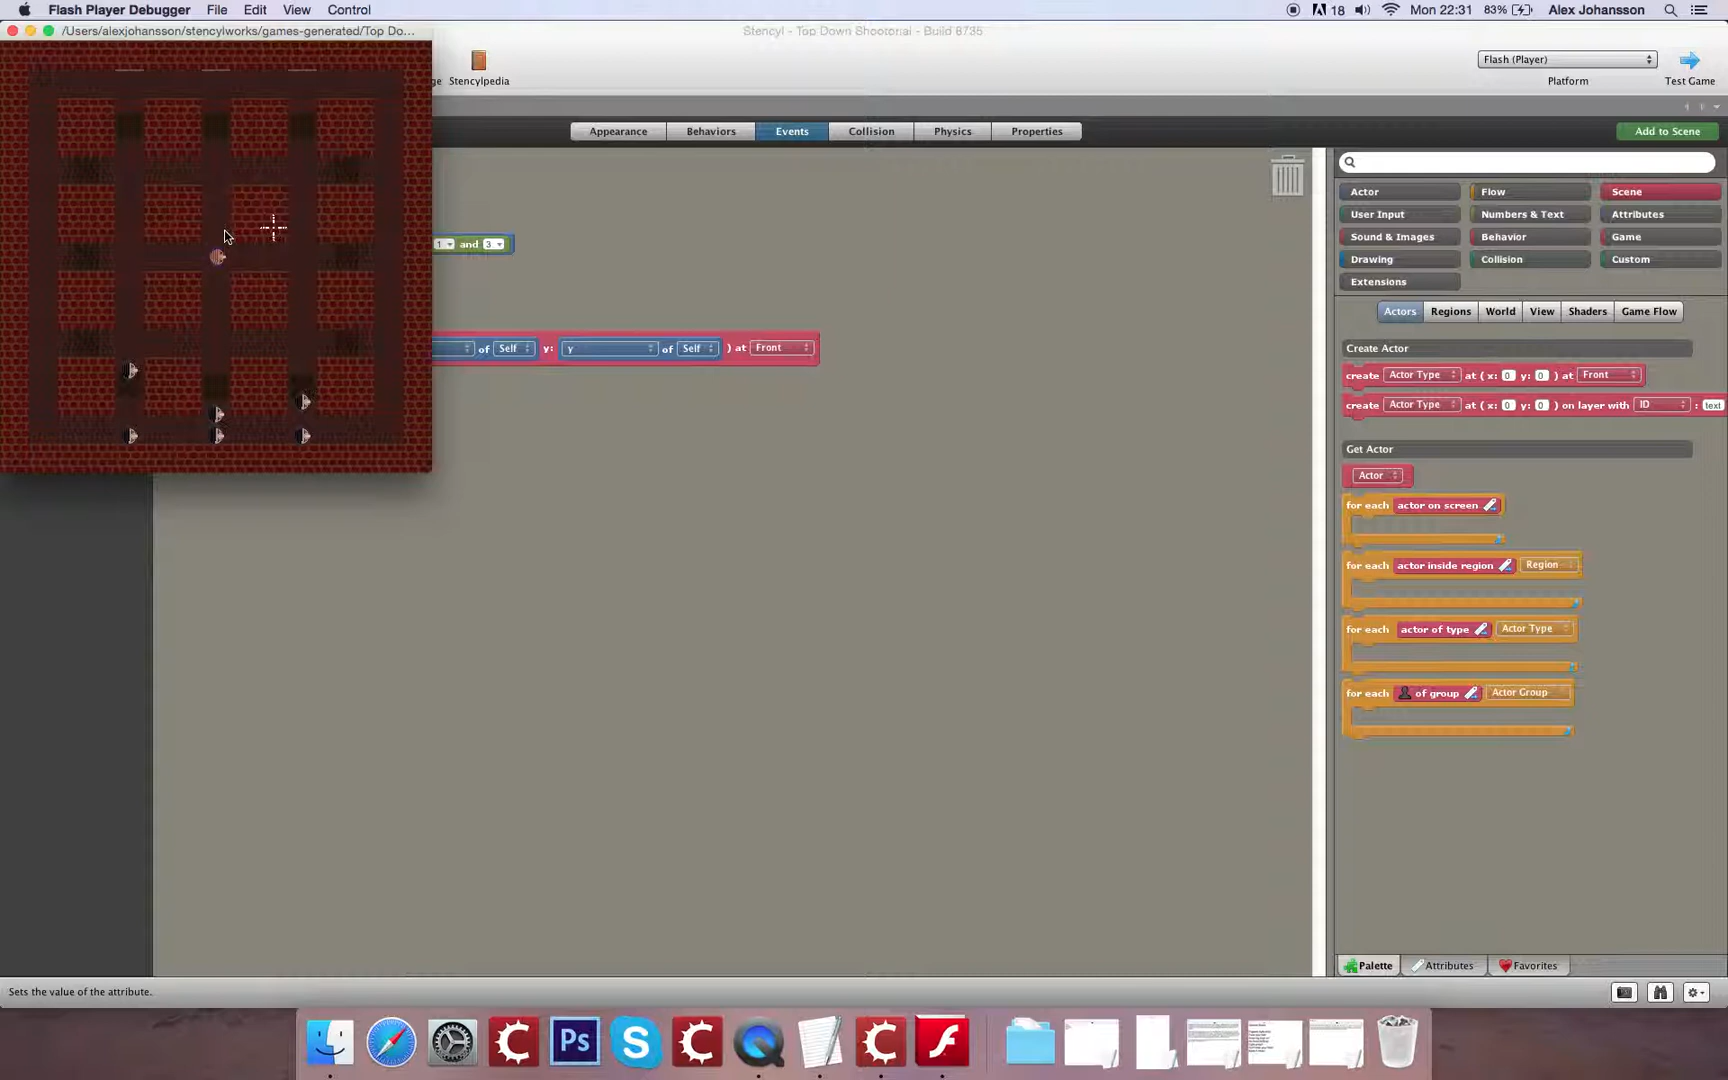 Flash Player Debugger File Edit View Control 18 Mon 22:31 83% Alex Johansson
/Users/alexjohansson/stencylworks/games-generated/Top Do...
Stencyl - Top Down Shootorai - Build 8735
ge Stencylpedia
Flash (Player)
Platform Test Game
Appearance Behaviors Events Collision Physics Properties Add to Scene
Actor Flow Scene
User Input Numbers & Text Attributes
1 and 3
Sound & Images Behavior Game
Drawing Collision Custom
Extensions
Actors Regions World View Shaders Game Flow
of Self y: y of Self ) at Front
Create Actor
create Actor Type at ( x: 0 y: 0 ) at Front
create Actor Type at ( x: 0 y: 0 ) on layer with ID : text
Get Actor
Actor
for each actor on screen
for each actor inside region Region
for each actor of type Actor Type
for each of group Actor Group
Palette Attributes Favorites
Sets the value of the attribute.
Ps